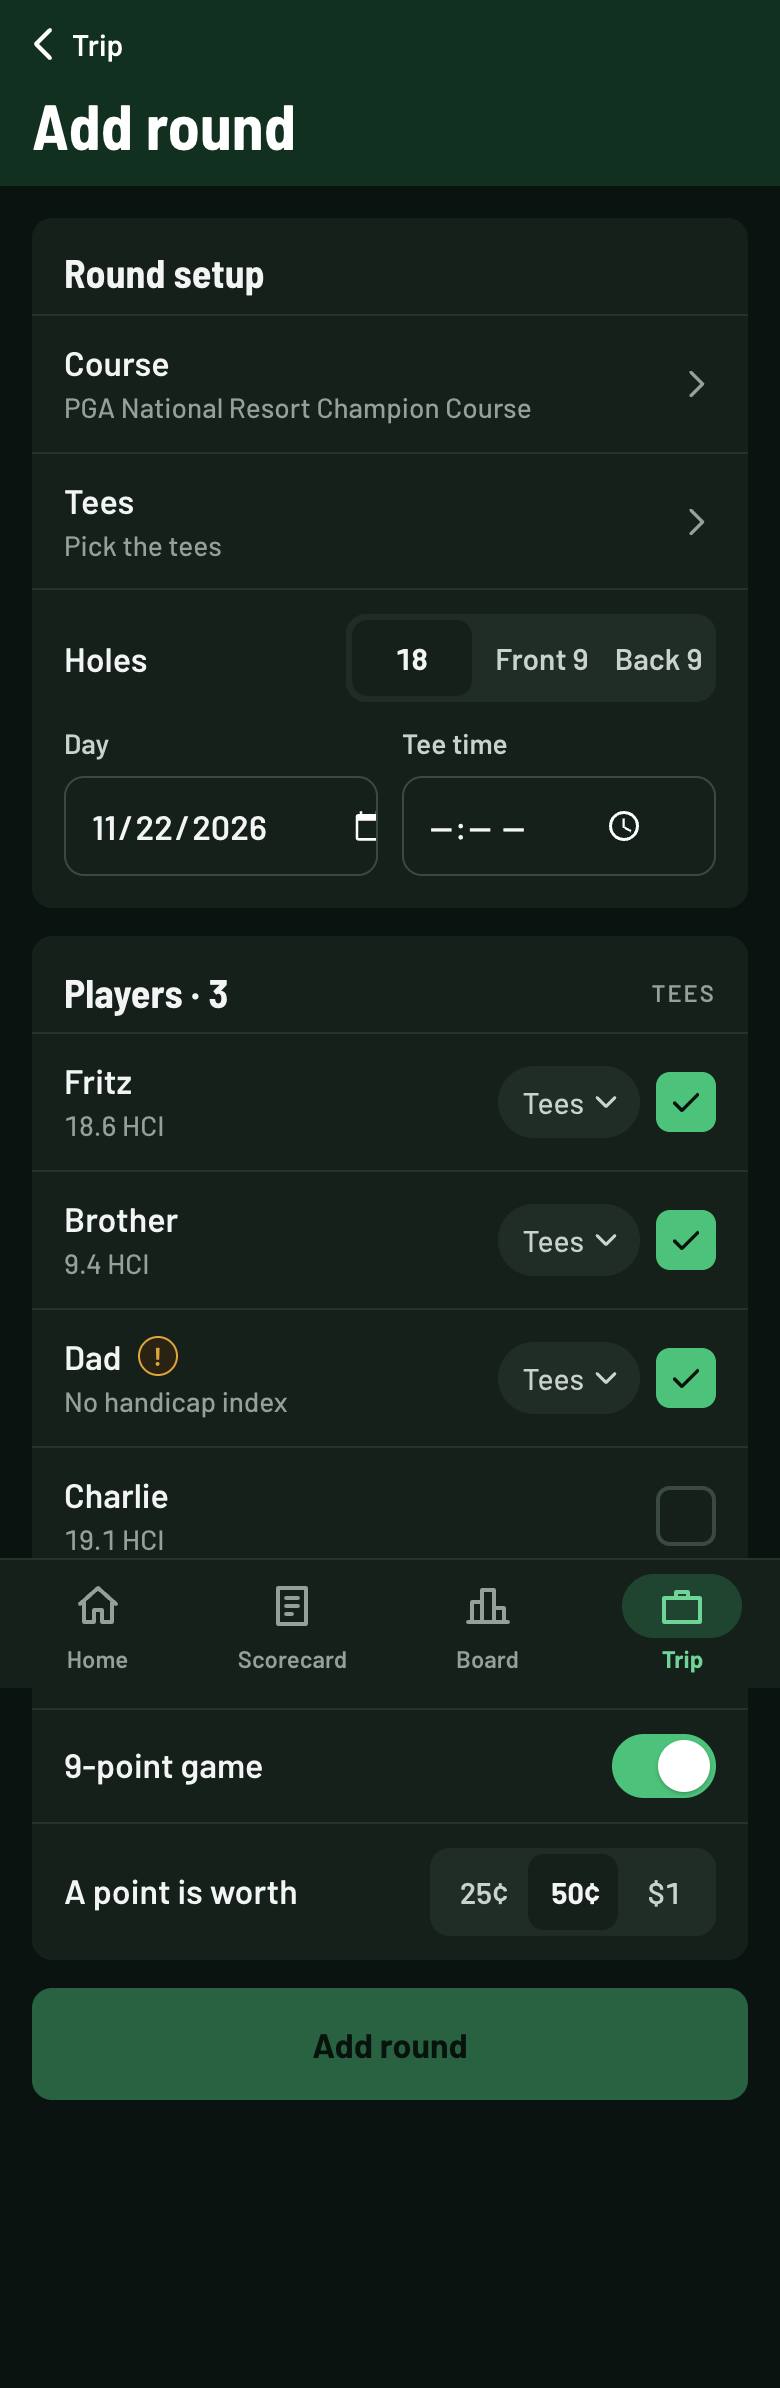 Trip
Add round
Round setup
Course
PGA National Resort Champion Course
Tees
Pick the tees
Holes
18
Front 9
Back 9
Day
Tee time
11/22/2026
–:– –
Players · 3
TEES
Fritz
18.6 HCI
Tees
Brother
9.4 HCI
Tees
Dad
!
No handicap index
Tees
Charlie
19.1 HCI
Home
Scorecard
Board
Trip
9-point game
A point is worth
25¢
50¢
$1
Add round